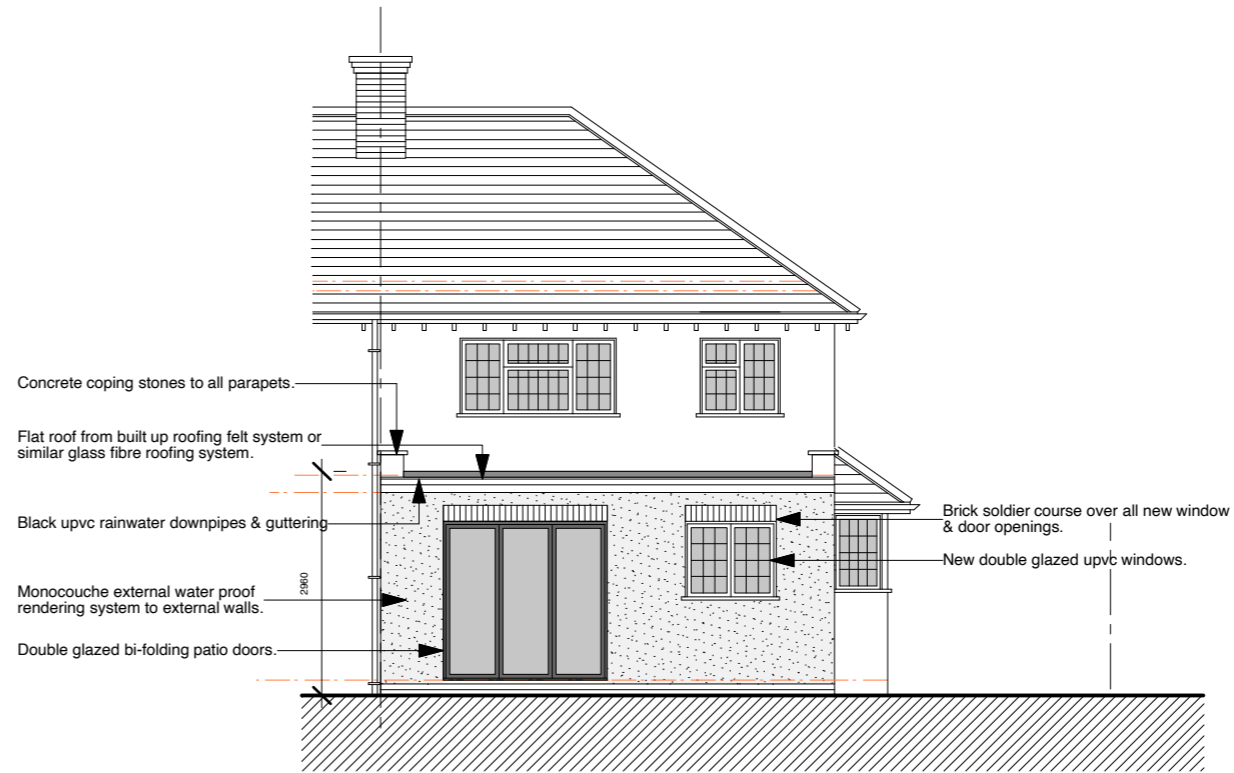 Concrete coping stones to all parapets.
Flat roof from built up roofing felt system or
similar glass fibre roofing system.
Black upvc rainwater downpipes & guttering
2960
Monocouche external water proof
rendering system to external walls.
Double glazed bi-folding patio doors.
Brick soldier course over all new window
& door openings.
New double glazed upvc windows.